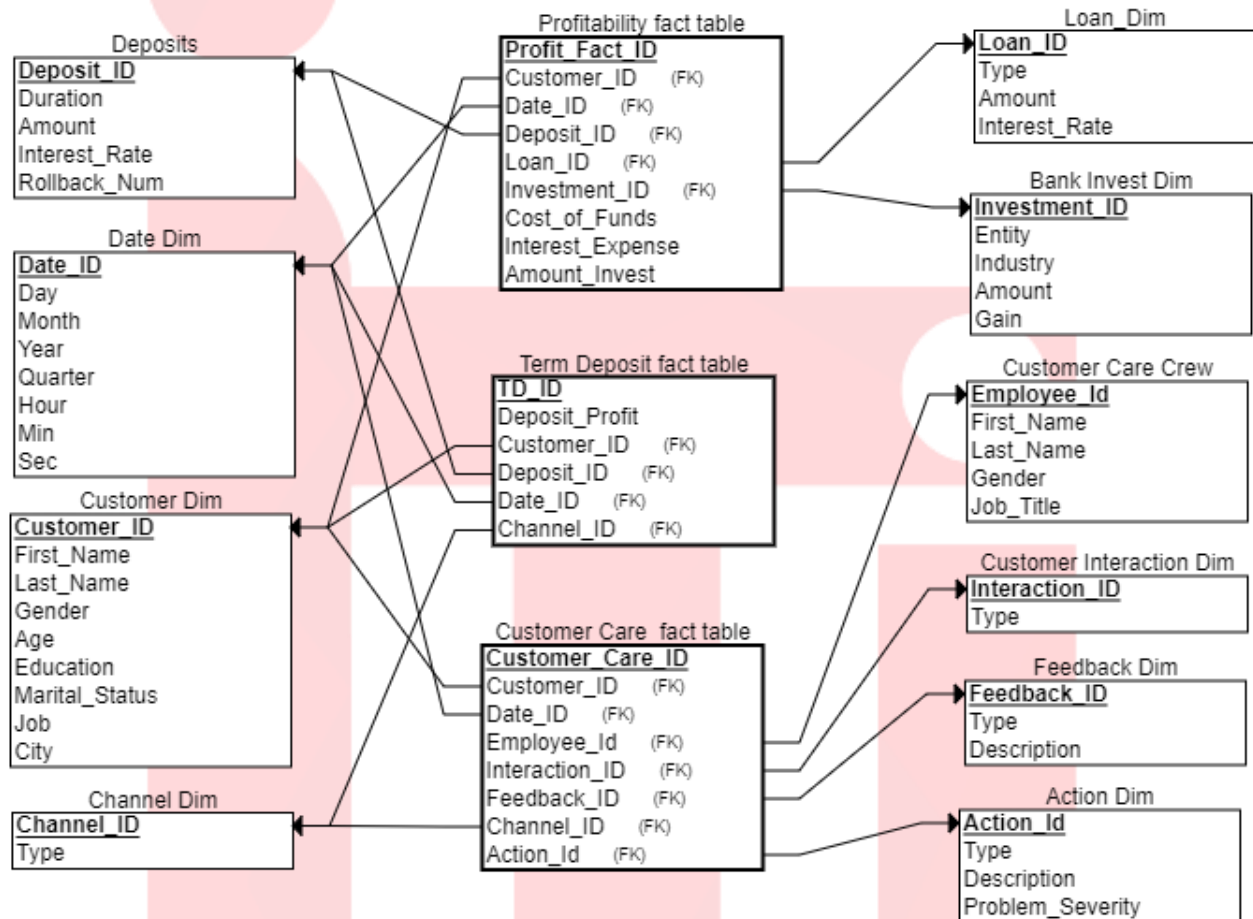 Deposits
Deposit_ID
Duration
Amount
Interest_Rate
Rollback_Num
Date Dim
Date_ID
Day
Month
Year
Quarter
Hour
Min
Sec
Customer Dim
Customer_ID
First_Name
Last_Name
Gender
Age
Education
Marital_Status
Job
City
Channel Dim
Channel_ID
Type
Profitability fact table
Profit_Fact_ID
Customer_ID (FK)
Date_ID (FK)
Deposit_ID (FK)
Loan_ID (FK)
Investment_ID (FK)
Cost_of_Funds
Interest_Expense
Amount_Invest
Term Deposit fact table
TD_ID
Deposit_Profit
Customer_ID (FK)
Deposit_ID (FK)
Date_ID (FK)
Channel_ID (FK)
Customer Care fact table
Customer_Care_ID
Customer_ID (FK)
Date_ID (FK)
Employee_Id (FK)
Interaction_ID (FK)
Feedback_ID (FK)
Channel_ID (FK)
Action_Id (FK)
Loan_Dim
Loan_ID
Type
Amount
Interest_Rate
Bank Invest Dim
Investment_ID
Entity
Industry
Amount
Gain
Customer Care Crew
Employee_Id
First_Name
Last_Name
Gender
Job_Title
Customer Interaction Dim
Interaction_ID
Type
Feedback Dim
Feedback_ID
Type
Description
Action Dim
Action_Id
Type
Description
Problem_Severity